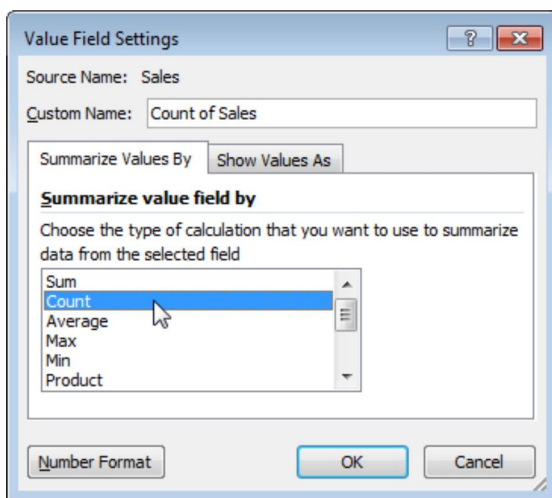 Value Field Settings
Source Name: Sales
Custom Name: Count of Sales
Summarize Values By Show Values As
Summarize value field by
Choose the type of calculation that you want to use to summarize
data from the selected field
Sum
Count
Average
Max
Min
Product
Number Format OK Cancel